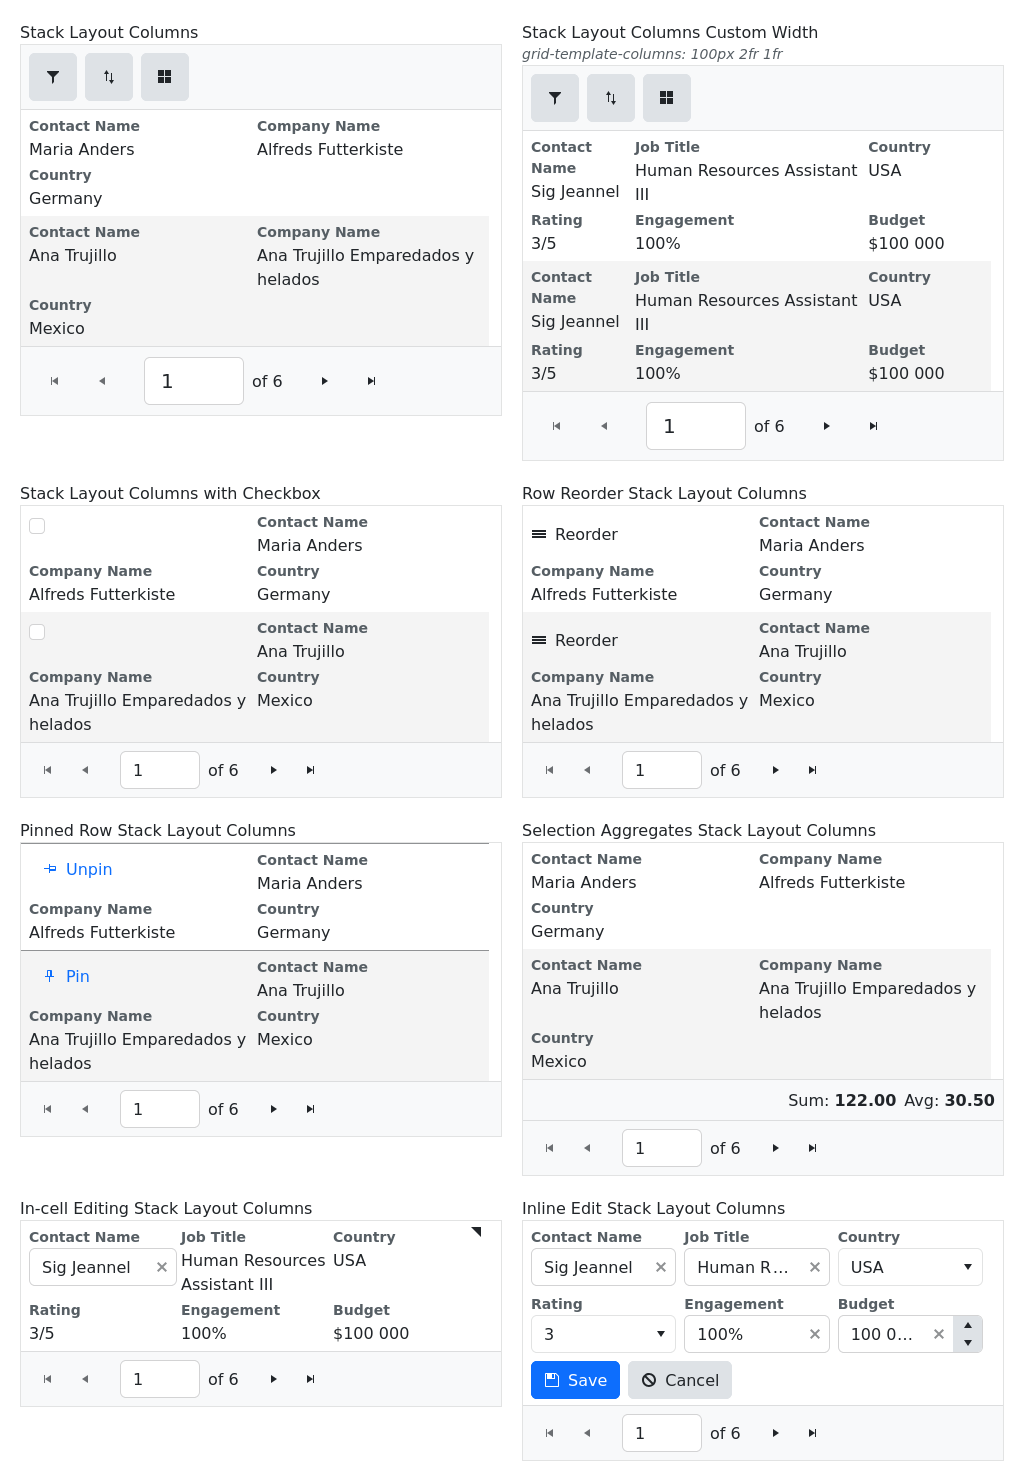 Stack Layout Columns
Contact Name Company Name
Maria Anders Alfreds Futterkiste
Country
Germany
Contact Name Company Name
Ana Trujillo Ana Trujillo Emparedados y
helados
Country
Mexico
1 of 6
Stack Layout Columns Custom Width
grid-template-columns: 100px 2fr 1fr
Contact Job Title Country
Name Human Resources Assistant USA
Sig Jeannel III
Rating Engagement Budget
3/5 100% $100 000
Contact Job Title Country
Name Human Resources Assistant USA
Sig Jeannel III
Rating Engagement Budget
3/5 100% $100 000
1 of 6
Stack Layout Columns with Checkbox
Contact Name
Maria Anders
Company Name Country
Alfreds Futterkiste Germany
Contact Name
Ana Trujillo
Company Name Country
Ana Trujillo Emparedados y Mexico
helados
1 of 6
Row Reorder Stack Layout Columns
Reorder Contact Name
Maria Anders
Company Name Country
Alfreds Futterkiste Germany
Reorder Contact Name
Ana Trujillo
Company Name Country
Ana Trujillo Emparedados y Mexico
helados
1 of 6
Pinned Row Stack Layout Columns
Unpin Contact Name
Maria Anders
Company Name Country
Alfreds Futterkiste Germany
Pin Contact Name
Ana Trujillo
Company Name Country
Ana Trujillo Emparedados y Mexico
helados
1 of 6
Selection Aggregates Stack Layout Columns
Contact Name Company Name
Maria Anders Alfreds Futterkiste
Country
Germany
Contact Name Company Name
Ana Trujillo Ana Trujillo Emparedados y
helados
Country
Mexico
Sum: 122.00 Avg: 30.50
1 of 6
In-cell Editing Stack Layout Columns
Contact Name Job Title Country
Sig Jeannel Human Resources USA
Assistant III
Rating Engagement Budget
3/5 100% $100 000
1 of 6
Inline Edit Stack Layout Columns
Contact Name Job Title Country
Sig Jeannel Human R... USA
Rating Engagement Budget
3 100% 100 0...
Save Cancel
1 of 6